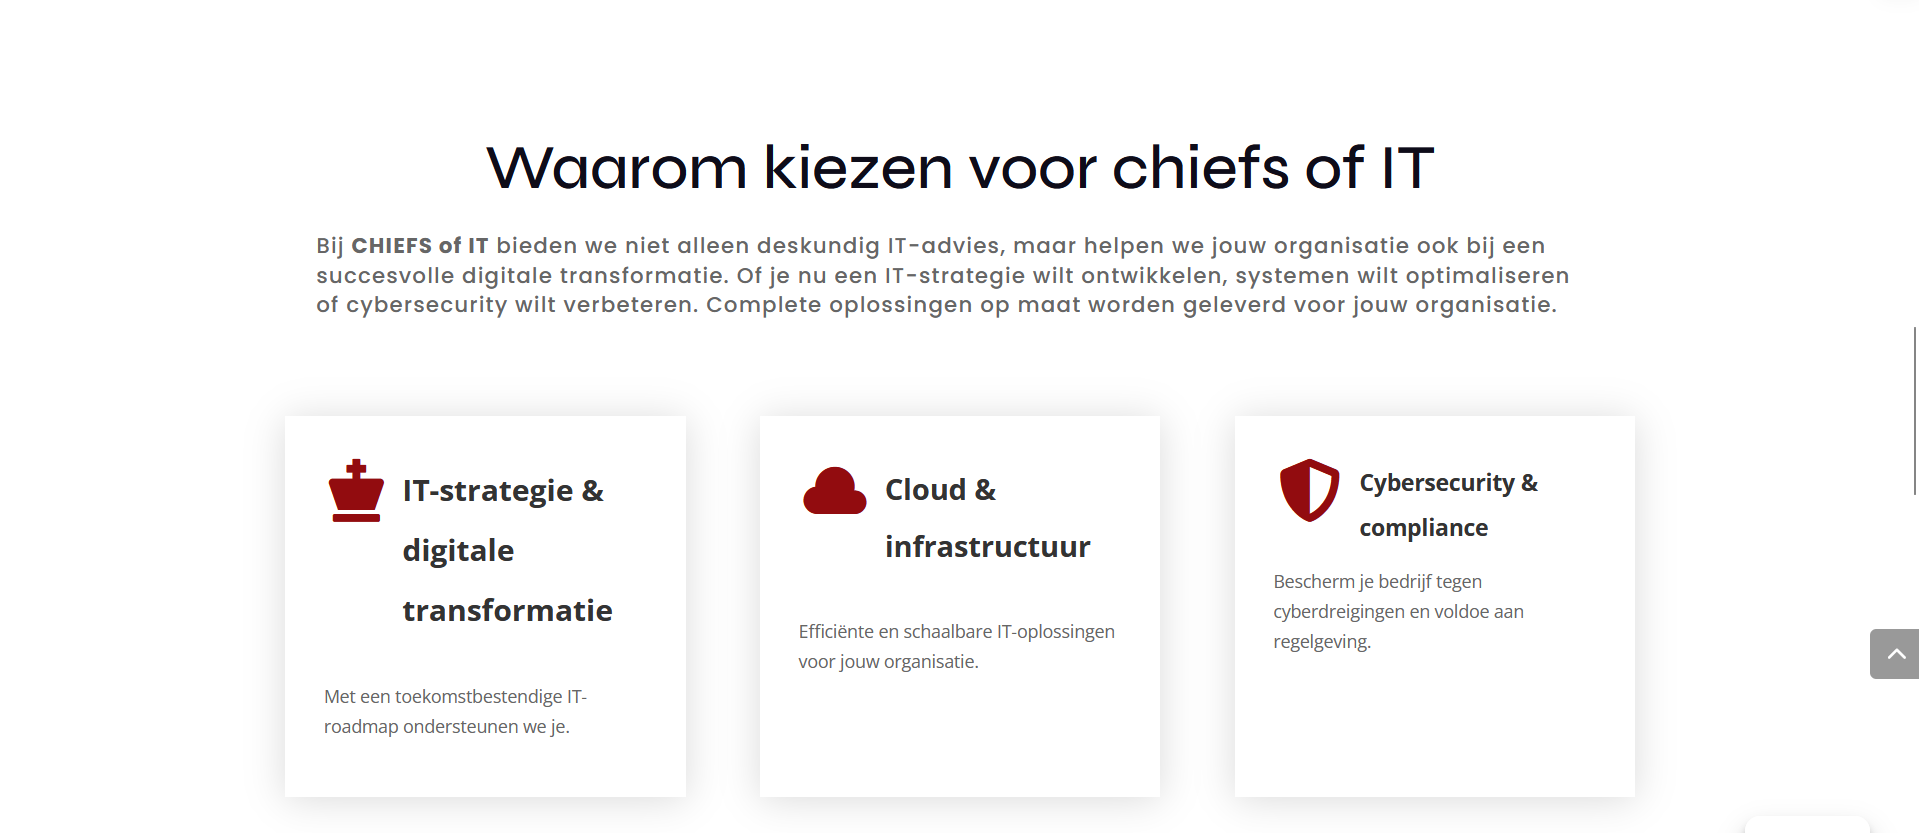 Waarom kiezen voor chiefs of IT
Bij CHIEFS of IT bieden we niet alleen deskundig IT-advies, maar helpen we jouw organisatie ook bij een
succesvolle digitale transformatie. Of je nu een IT-strategie wilt ontwikkelen, systemen wilt optimaliseren
of cybersecurity wilt verbeteren. Complete oplossingen op maat worden geleverd voor jouw organisatie.
IT-strategie &
digitale
transformatie
Met een toekomstbestendige IT-
roadmap ondersteunen we je.
Cloud &
infrastructuur
Efficiënte en schaalbare IT-oplossingen
voor jouw organisatie.
Cybersecurity &
compliance
Bescherm je bedrijf tegen
cyberdreigingen en voldoe aan
regelgeving.